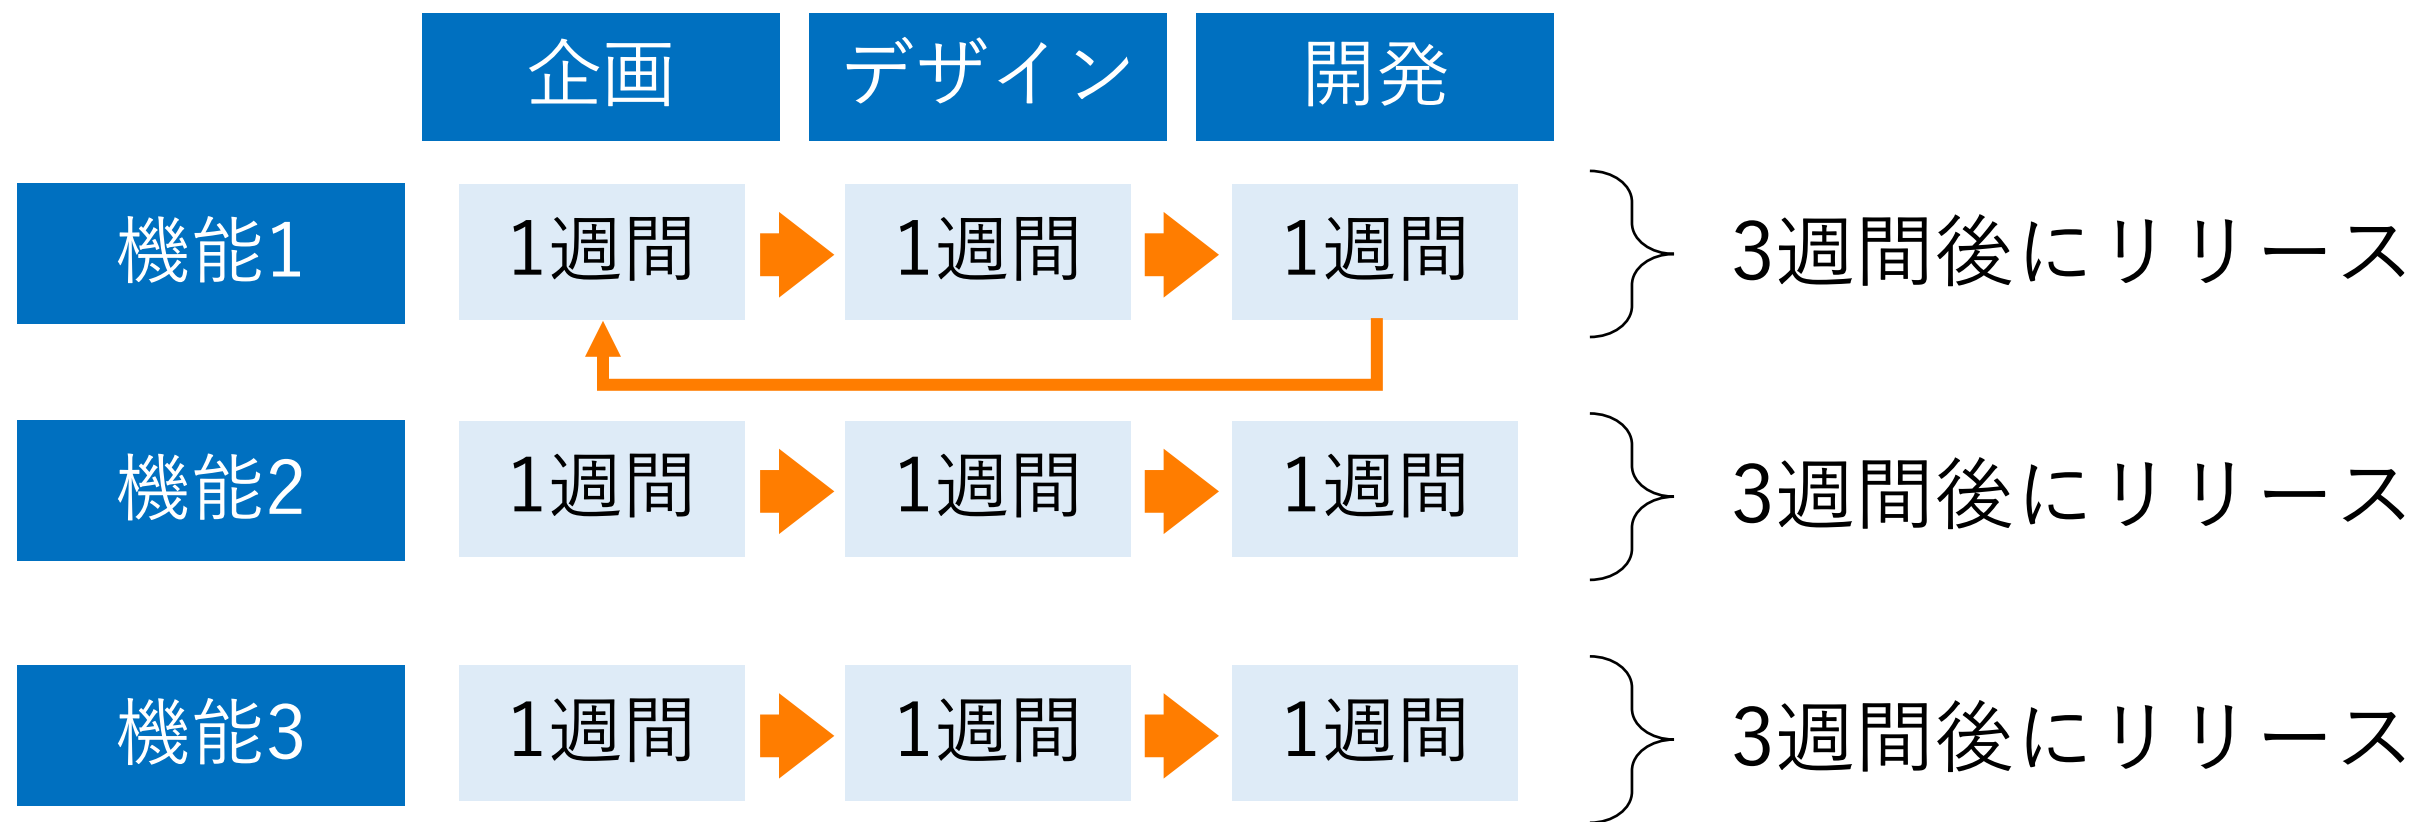 企画 デザイン 開発
機能1 1週間 1週間 1週間 3週間後にリリース
機能2 1週間 1週間 1週間 3週間後にリリース
機能3 1週間 1週間 1週間 3週間後にリリース